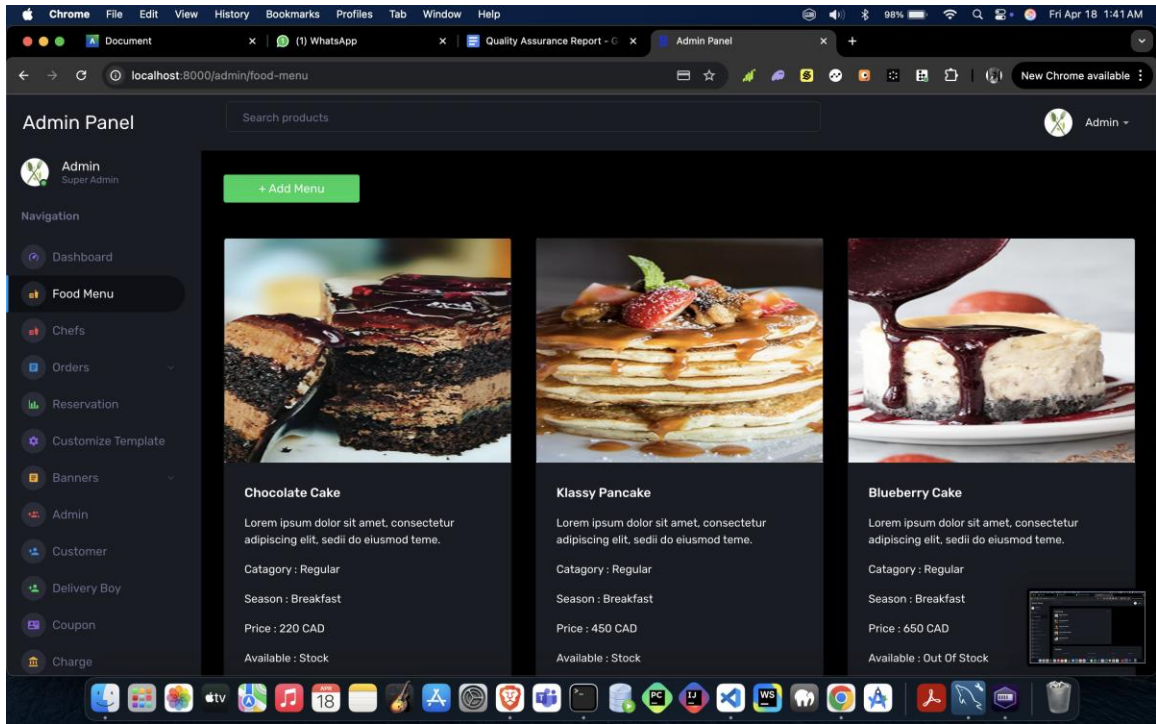 Chrome File Edit View History Bookmarks Profiles Tab Window Help 98% Fri Apr 18 1:41 AM
Document (1) WhatsApp Quality Assurance Report - G Admin Panel
localhost:8000/admin/food-menu New Chrome available
Admin Panel Search products Admin
Admin
Super Admin
+ Add Menu
Navigation
Dashboard
Food Menu
Chefs
Orders
Reservation
Customize Template
Banners
Admin
Customer
Delivery Boy
Coupon
Charge
Chocolate Cake
Lorem ipsum dolor sit amet, consectetur
adipiscing elit, sedii do eiusmod teme.
Catagory : Regular
Season : Breakfast
Price : 220 CAD
Available : Stock
Klassy Pancake
Lorem ipsum dolor sit amet, consectetur
adipiscing elit, sedii do eiusmod teme.
Catagory : Regular
Season : Breakfast
Price : 450 CAD
Available : Stock
Blueberry Cake
Lorem ipsum dolor sit amet, consectetur
adipiscing elit, sedii do eiusmod teme.
Catagory : Regular
Season : Breakfast
Price : 650 CAD
Available : Out Of Stock
tv
APR
18
PC
IJ
WS